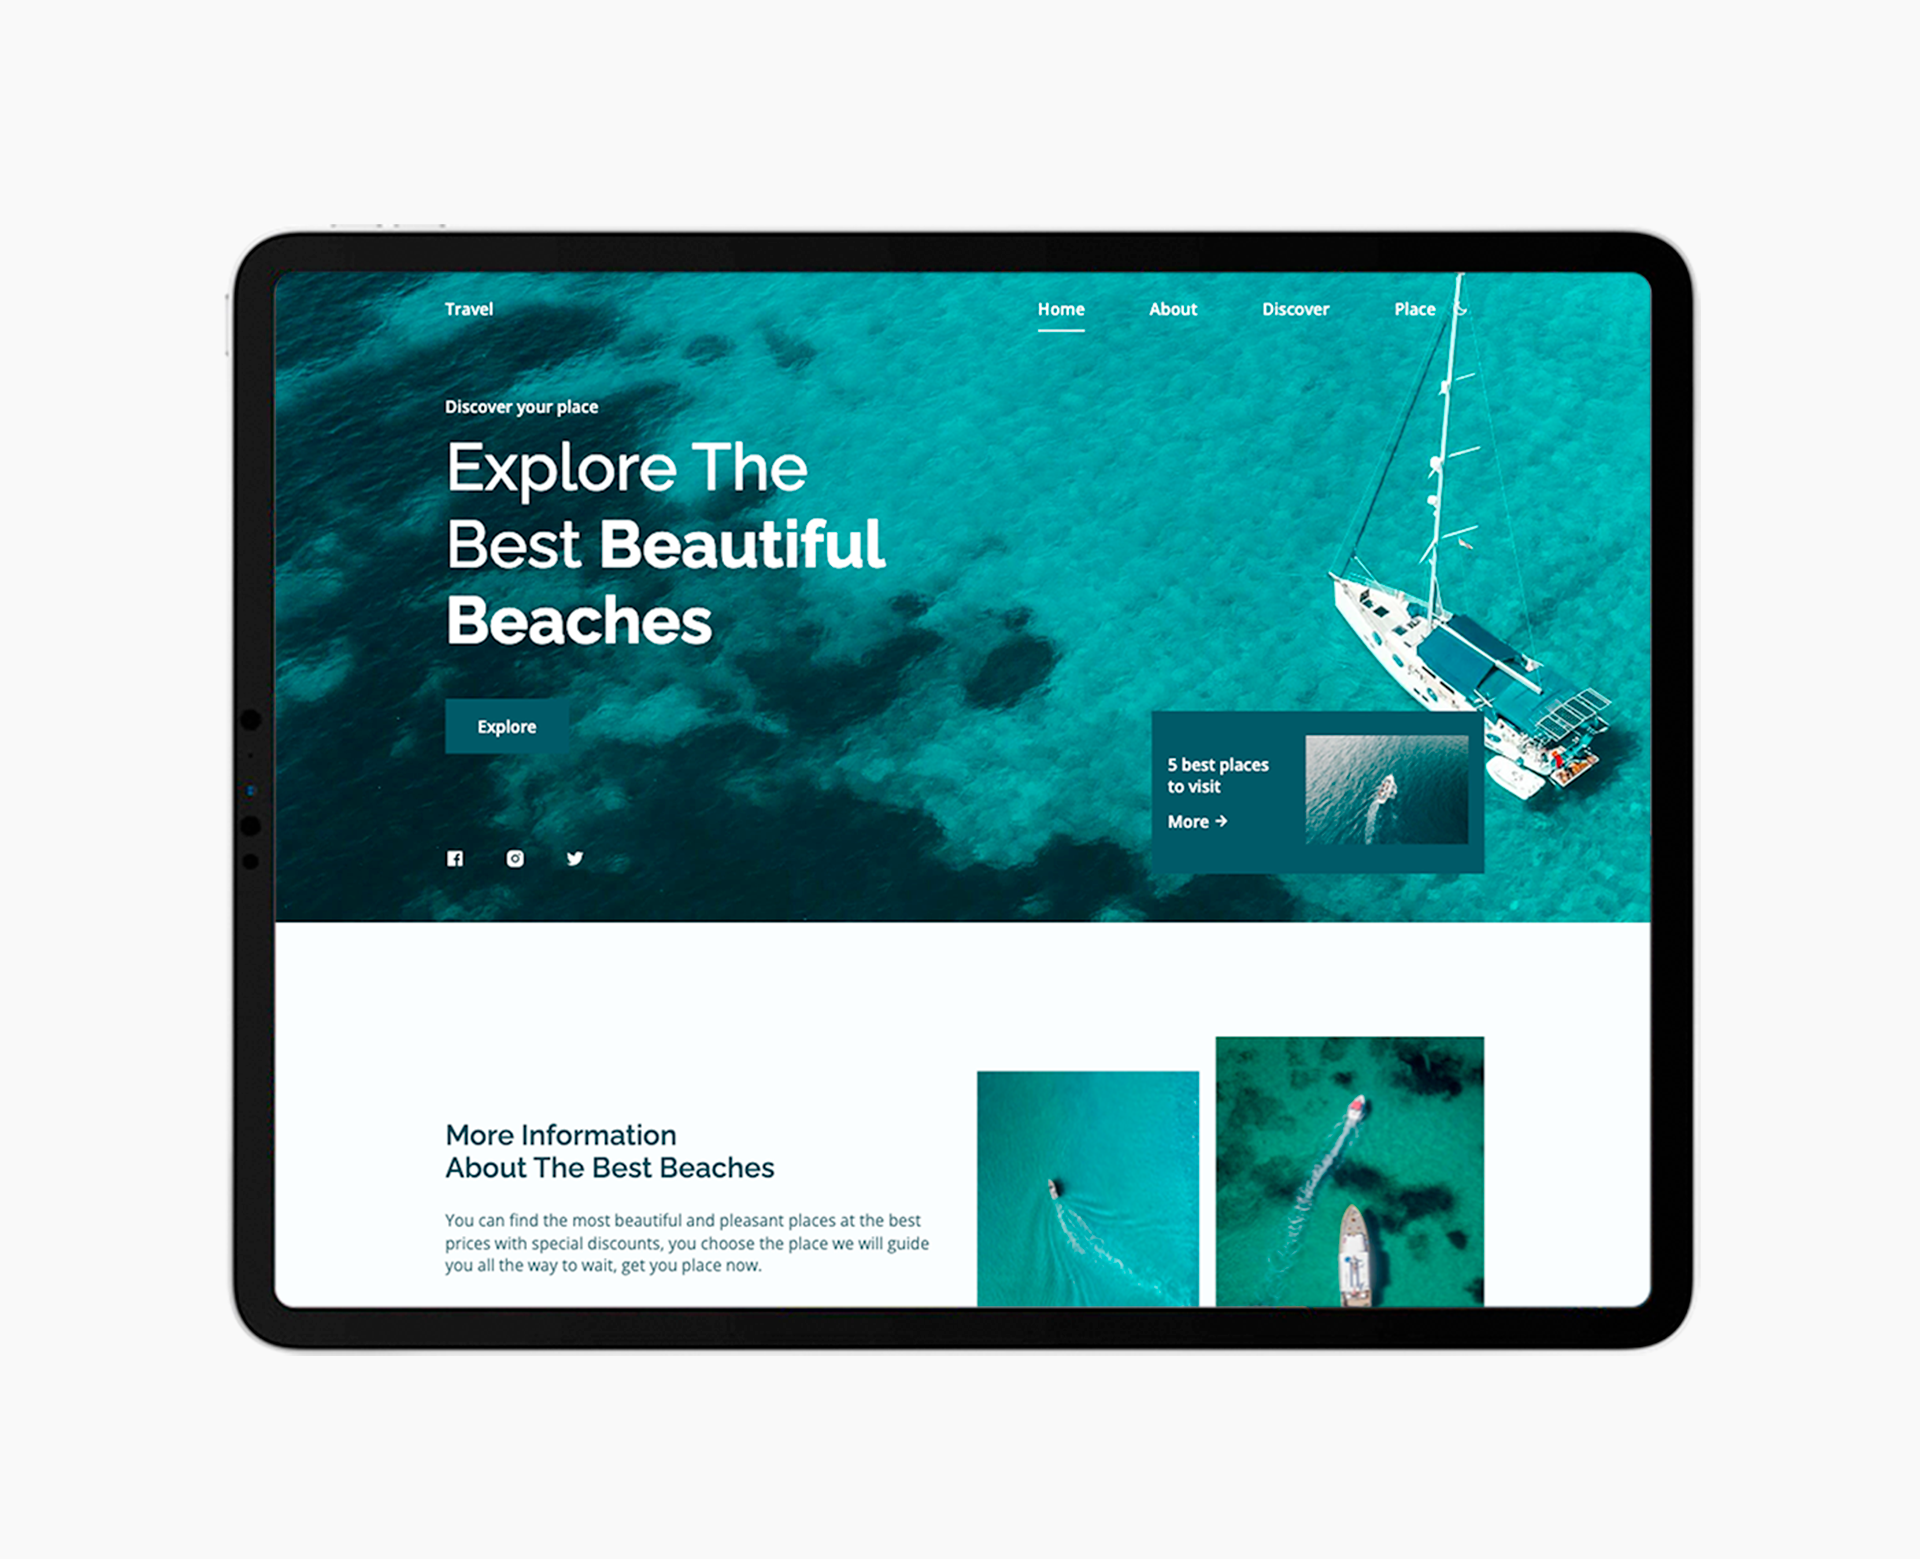 Travel
Home
About
Discover
Place
Discover your place
Explore The
Best Beautiful
Beaches
Explore
5 best places
to visit
More →
More Information
About The Best Beaches
You can find the most beautiful and pleasant places at the best
prices with special discounts, you choose the place we will guide
you all the way to wait, get you place now.